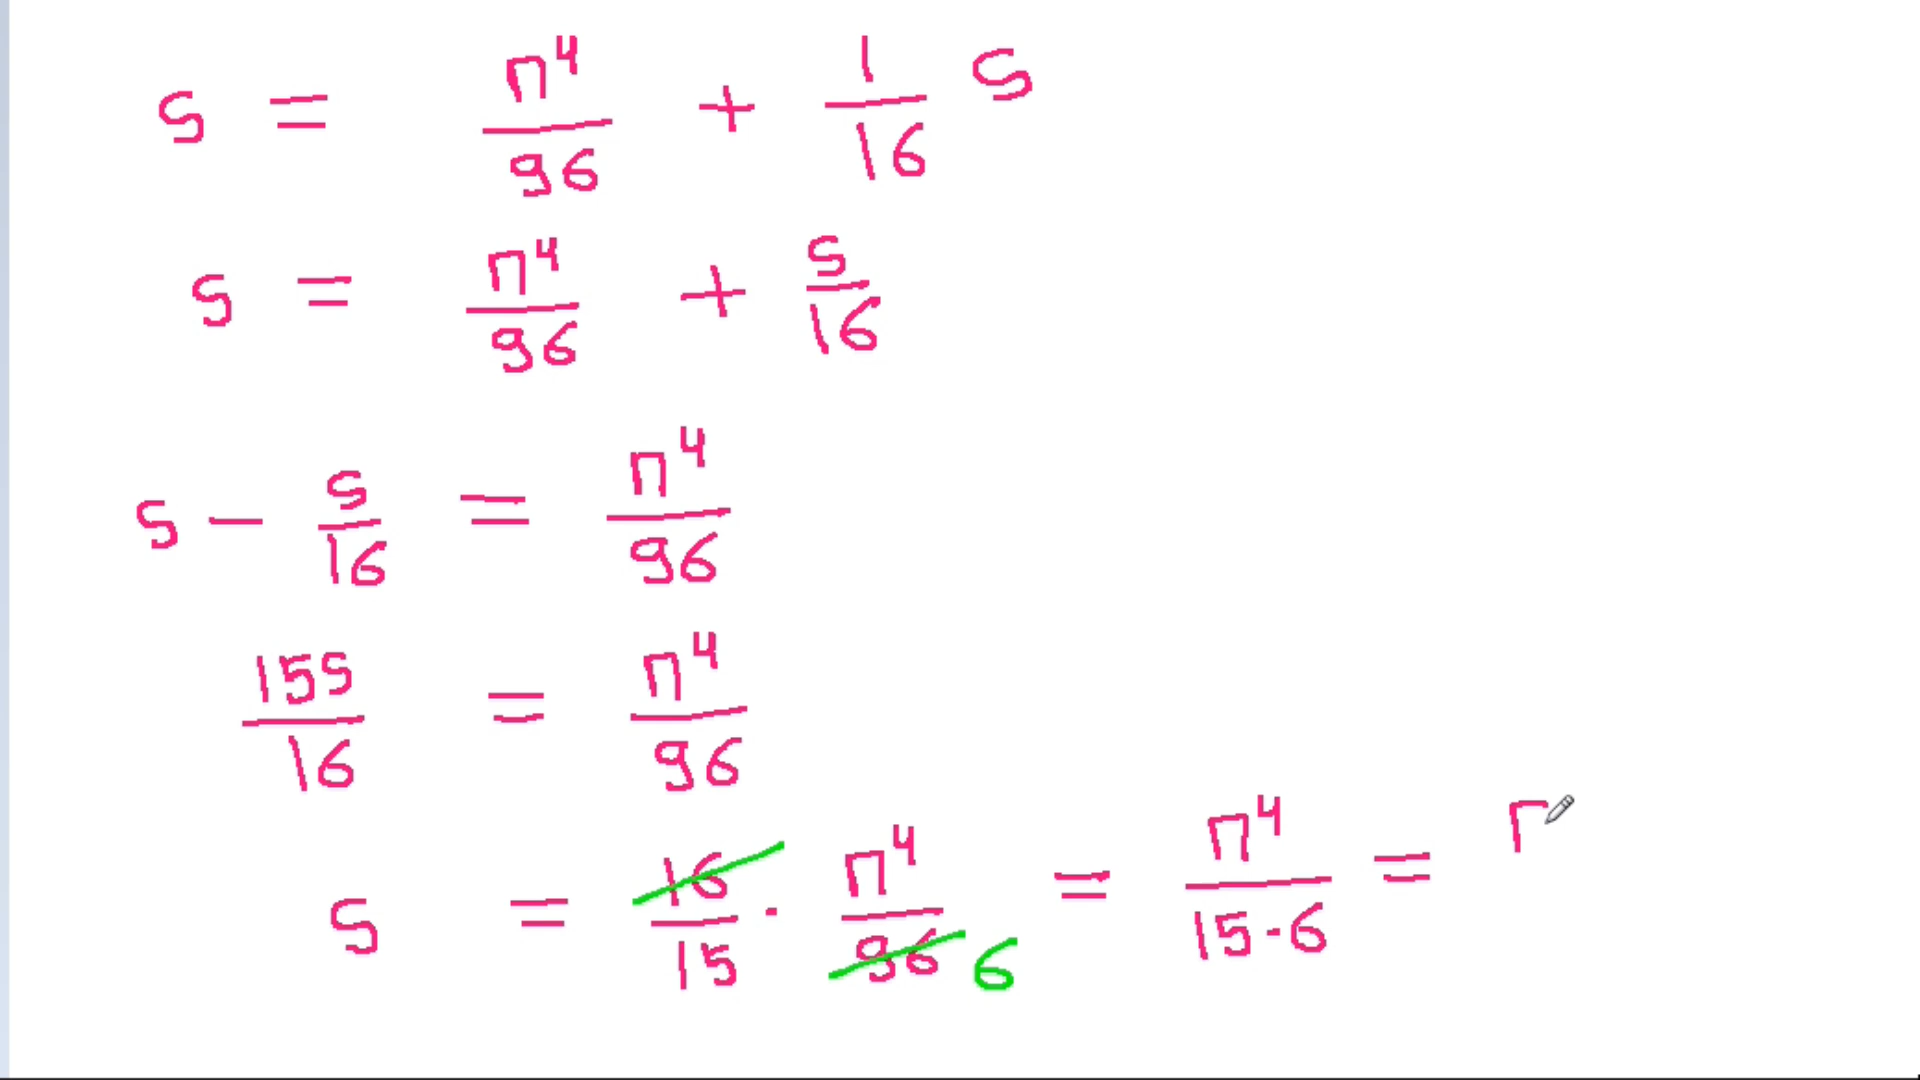 S = π⁴/96 + 1/16 S
S = π⁴/96 + S/16
S - S/16 = π⁴/96
15S/16 = π⁴/96
S = 16/15 · π⁴/96 6 = π⁴/15·6 =